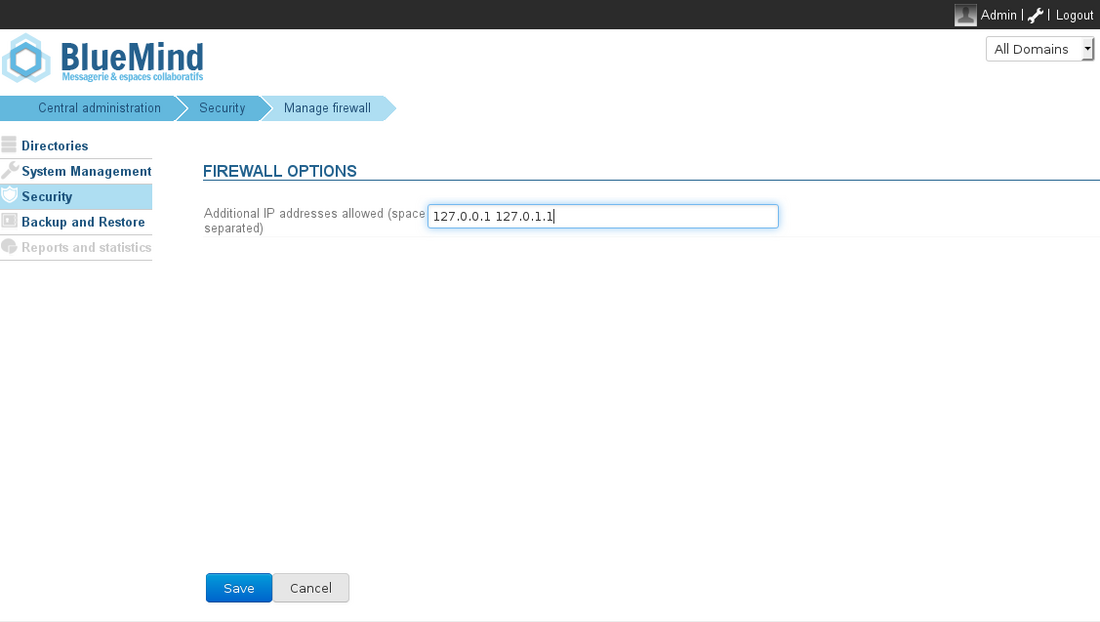 Admin | | Logout
BlueMind
Messagerie & espaces collaboratifs
All Domains
Central administration Security Manage firewall
Directories
System Management
Security
Backup and Restore
Reports and statistics
FIREWALL OPTIONS
Additional IP addresses allowed (space
separated)
127.0.0.1 127.0.1.1
Save Cancel